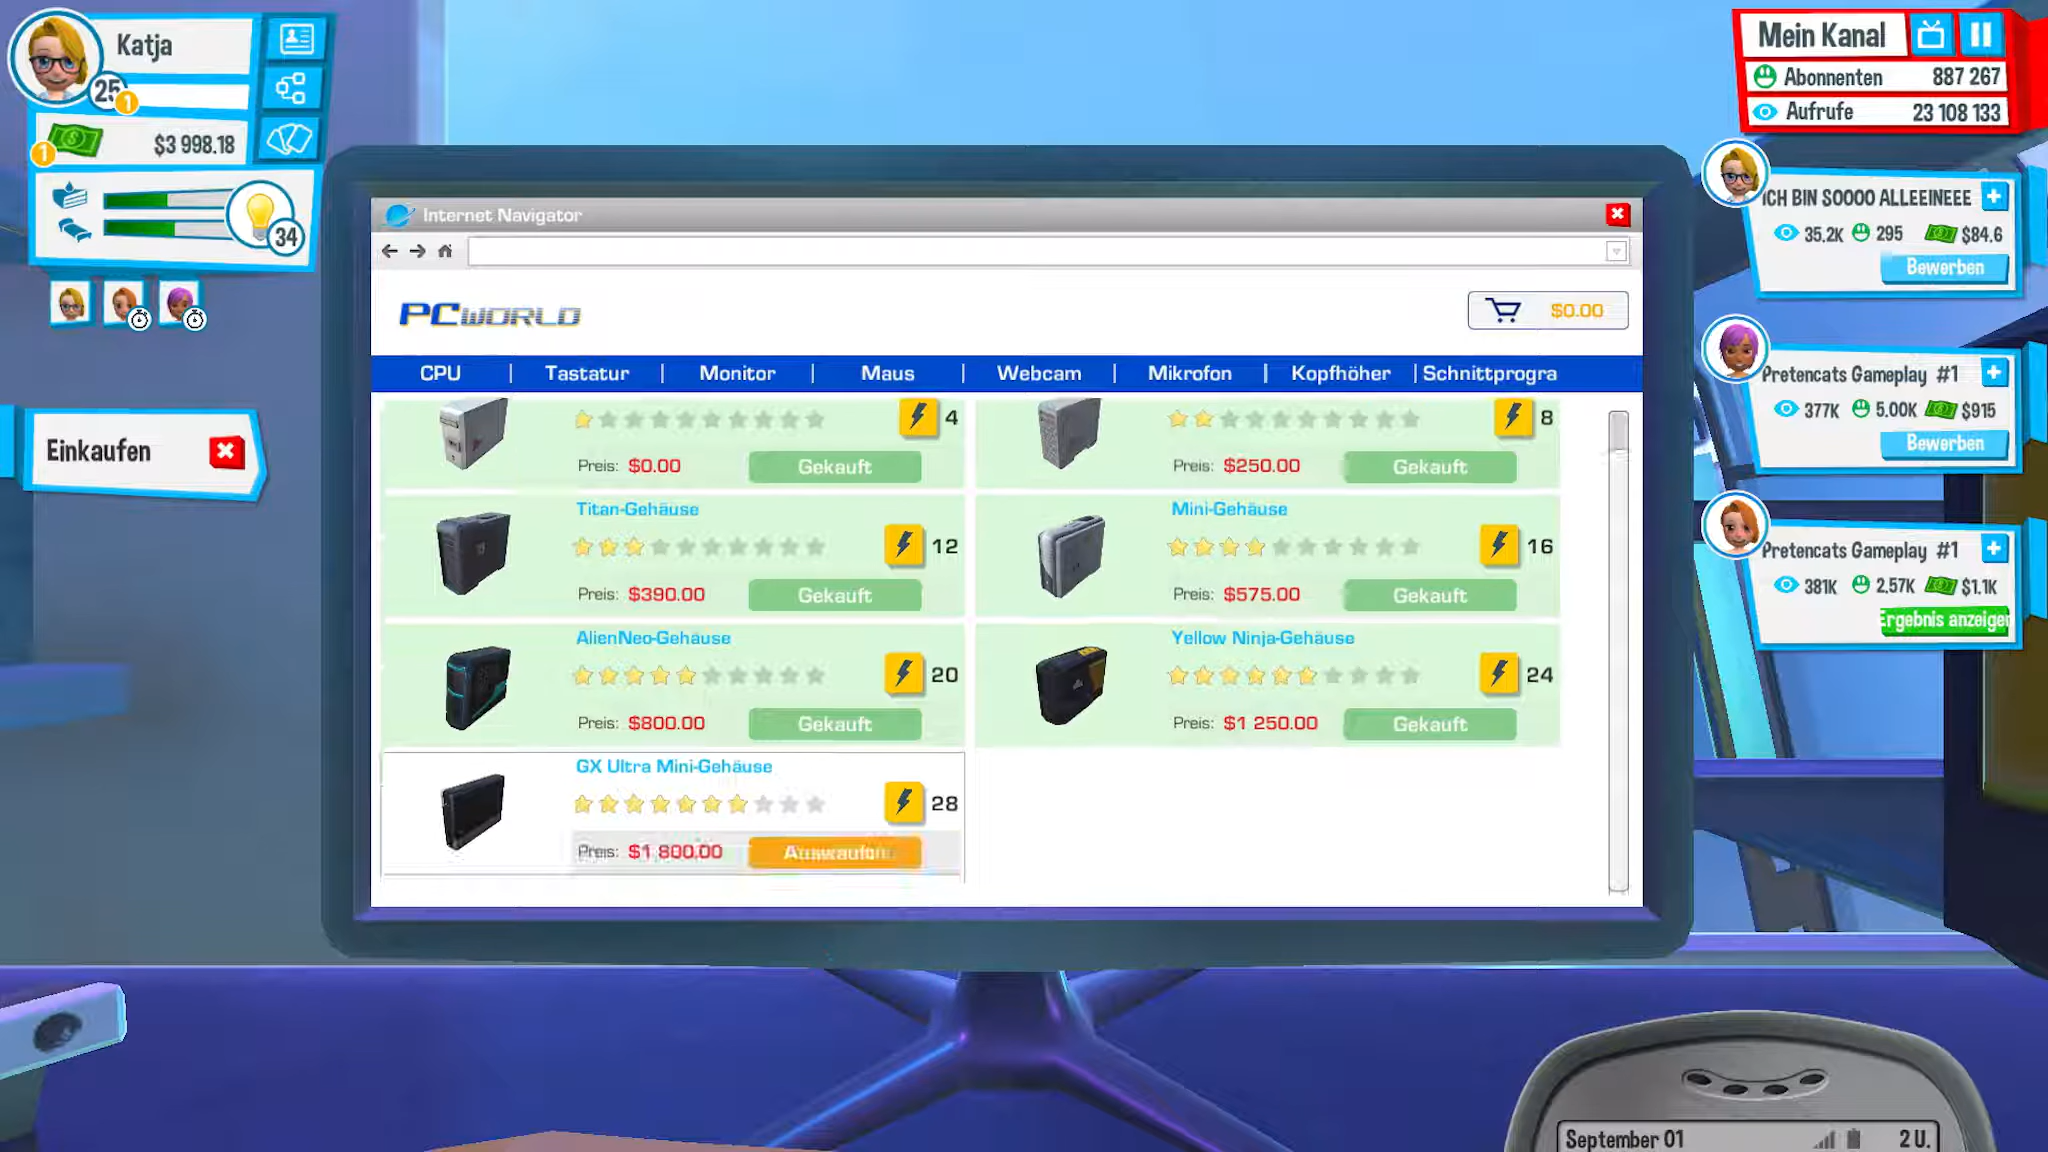 Katja
25
1
$3 998.18
1
34
Einkaufen
Mein Kanal
Abonnenten 887 267
Aufrufe 23 108 133
ICH BIN SOOOO ALLEEINEEE
35.2K 295 $84.6
Bewerben
Pretencats Gameplay #1
377K 5.00K $915
Bewerben
Pretencats Gameplay #1
381K 2.57K $1.1K
Ergebnis anzeigen
Internet Navigator
PCWORLD
$0.00
CPU | Tastatur | Monitor | Maus | Webcam | Mikrofon | Kopfhöher | Schnittprogra
4
Preis: $0.00 Gekauft
8
Preis: $250.00 Gekauft
Titan-Gehäuse
12
Preis: $390.00 Gekauft
Mini-Gehäuse
16
Preis: $575.00 Gekauft
AlienNeo-Gehäuse
20
Preis: $800.00 Gekauft
Yellow Ninja-Gehäuse
24
Preis: $1 250.00 Gekauft
GX Ultra Mini-Gehäuse
28
Preis: $1 800.00
September 01 2 U.